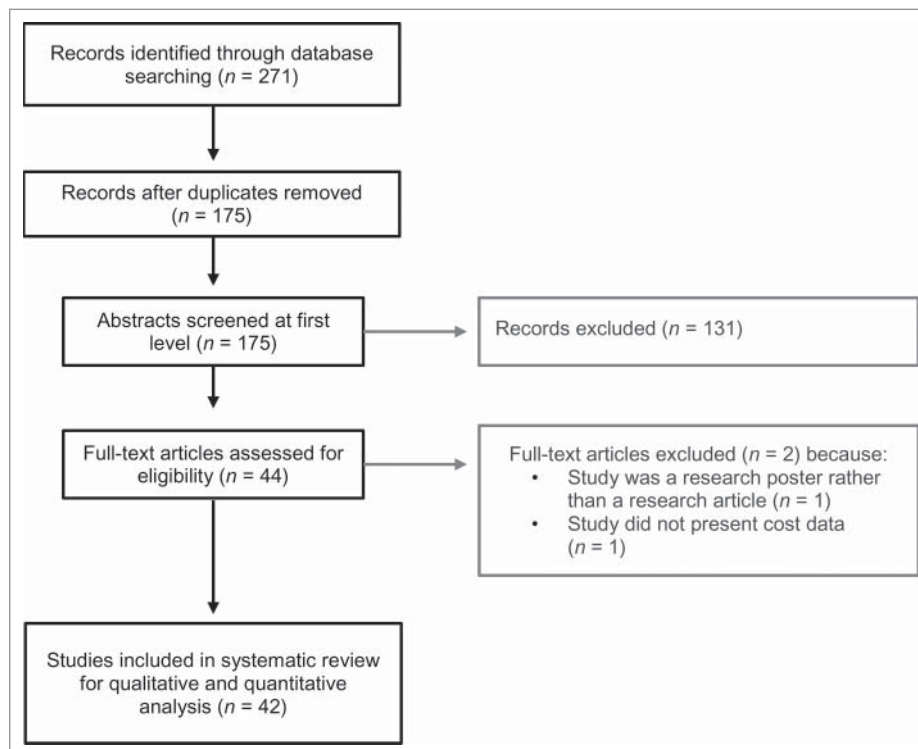 Records identified through database
searching (n = 271)
Records after duplicates removed
(n = 175)
Abstracts screened at first
level (n = 175)
Records excluded (n = 131)
Full-text articles assessed for
eligibility (n = 44)
Full-text articles excluded (n = 2) because:
• Study was a research poster rather
than a research article (n = 1)
• Study did not present cost data
(n = 1)
Studies included in systematic review
for qualitative and quantitative
analysis (n = 42)